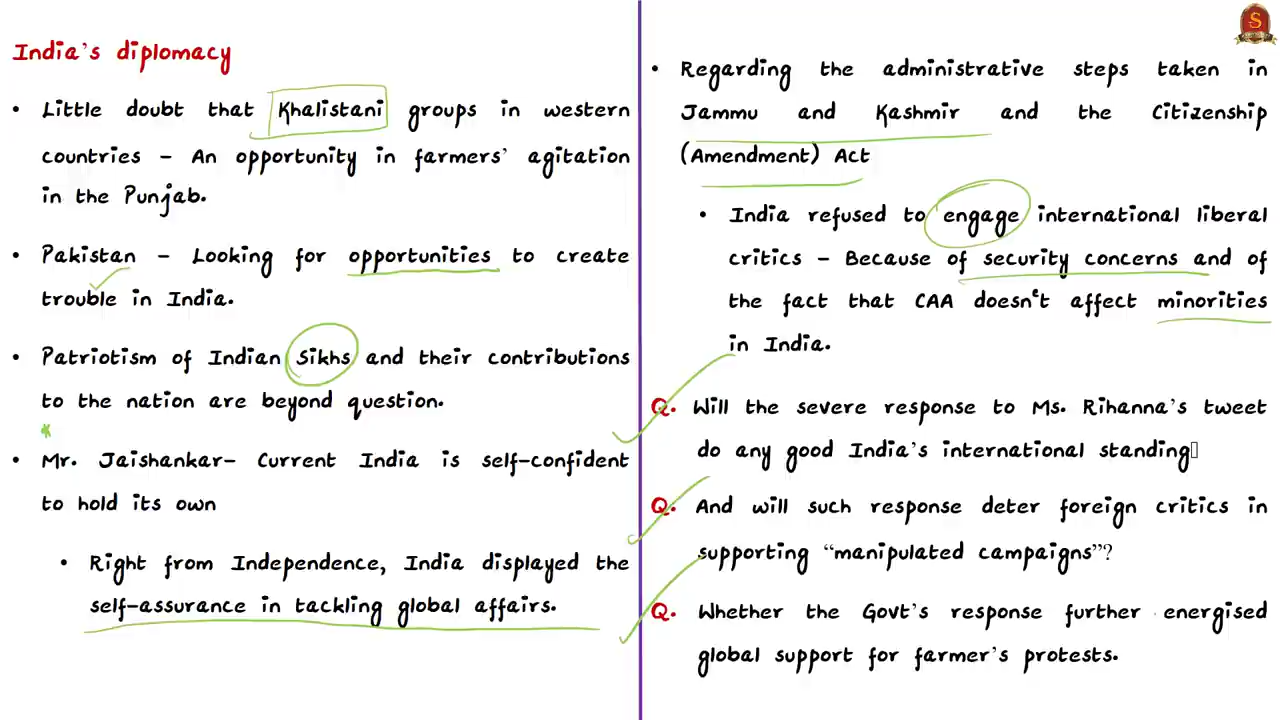 India's diplomacy
• Little doubt that Khalistani groups in western
countries – An opportunity in farmers' agitation
in the Punjab.
• Pakistan – Looking for opportunities to create
trouble in India.
• Patriotism of Indian Sikhs and their contributions
to the nation are beyond question.
• Mr. Jaishankar– Current India is self-confident
to hold its own
• Right from Independence, India displayed the
self-assurance in tackling global affairs.
• Regarding the administrative steps taken in
Jammu and Kashmir and the Citizenship
(Amendment) Act
• India refused to engage international liberal
critics – Because of security concerns and of
the fact that CAA doesn't affect minorities
in India.
Q. Will the severe response to Ms. Rihanna's tweet
do any good India's international standing
Q. And will such response deter foreign critics in
supporting “manipulated campaigns”?
Q. Whether the Govt's response further energised
global support for farmer's protests.
S